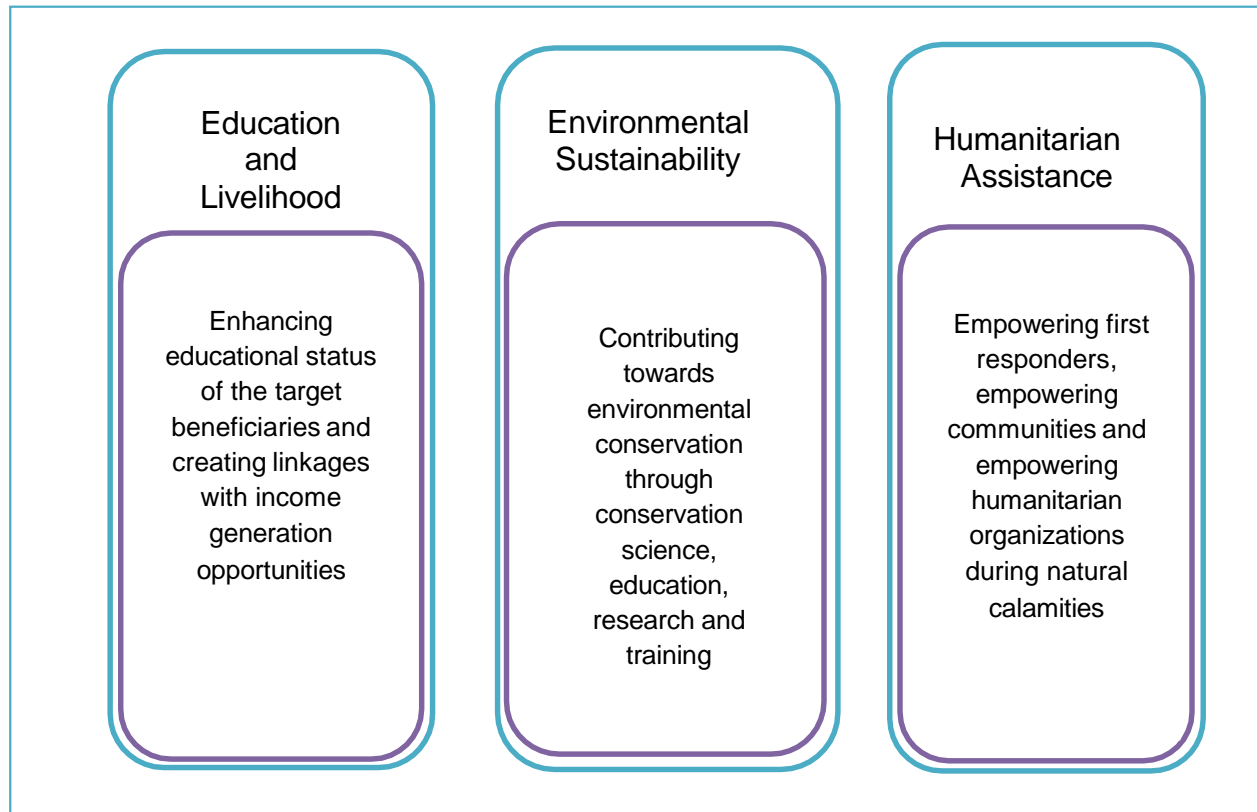 Education
and
Livelihood
Enhancing
educational status
of the target
beneficiaries and
creating linkages
with income
generation
opportunities
Environmental
Sustainability
Contributing
towards
environmental
conservation
through
conservation
science,
education,
research and
training
Humanitarian
Assistance
Empowering first
responders,
empowering
communities and
empowering
humanitarian
organizations
during natural
calamities